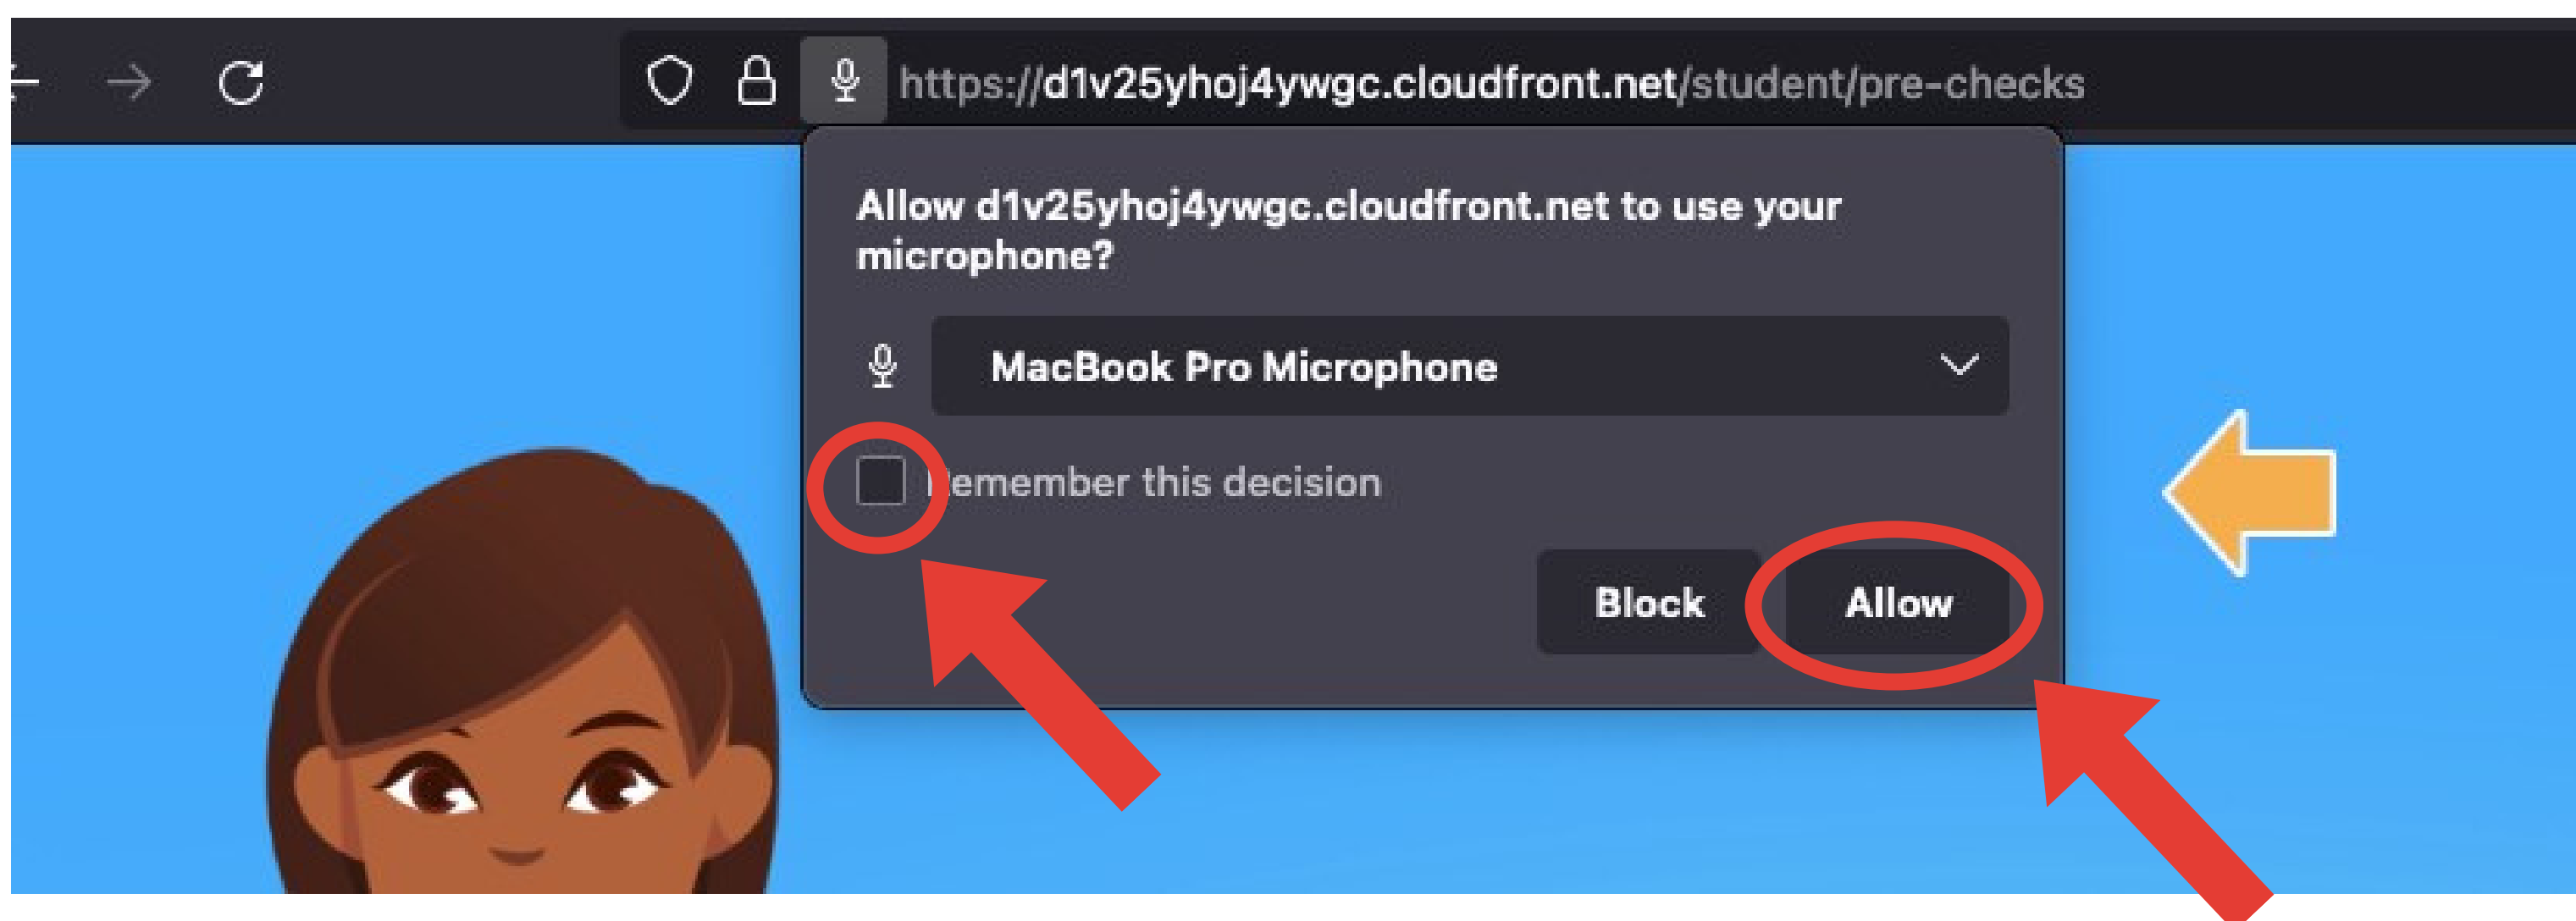 https://d1v25yhoj4ywgc.cloudfront.net/student/pre-checks
Allow d1v25yhoj4ywgc.cloudfront.net to use your
microphone?
MacBook Pro Microphone
Remember this decision
Block Allow